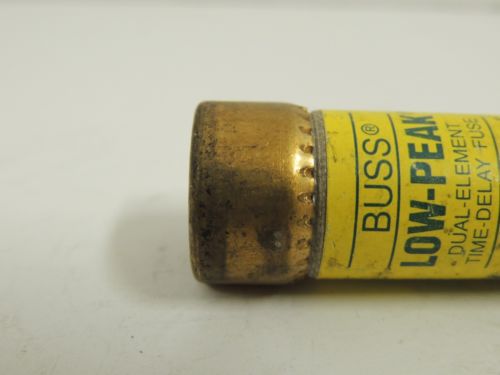 BUSS®
LOW-PEAK
DUAL-ELEMENT
TIME-DELAY FUSE